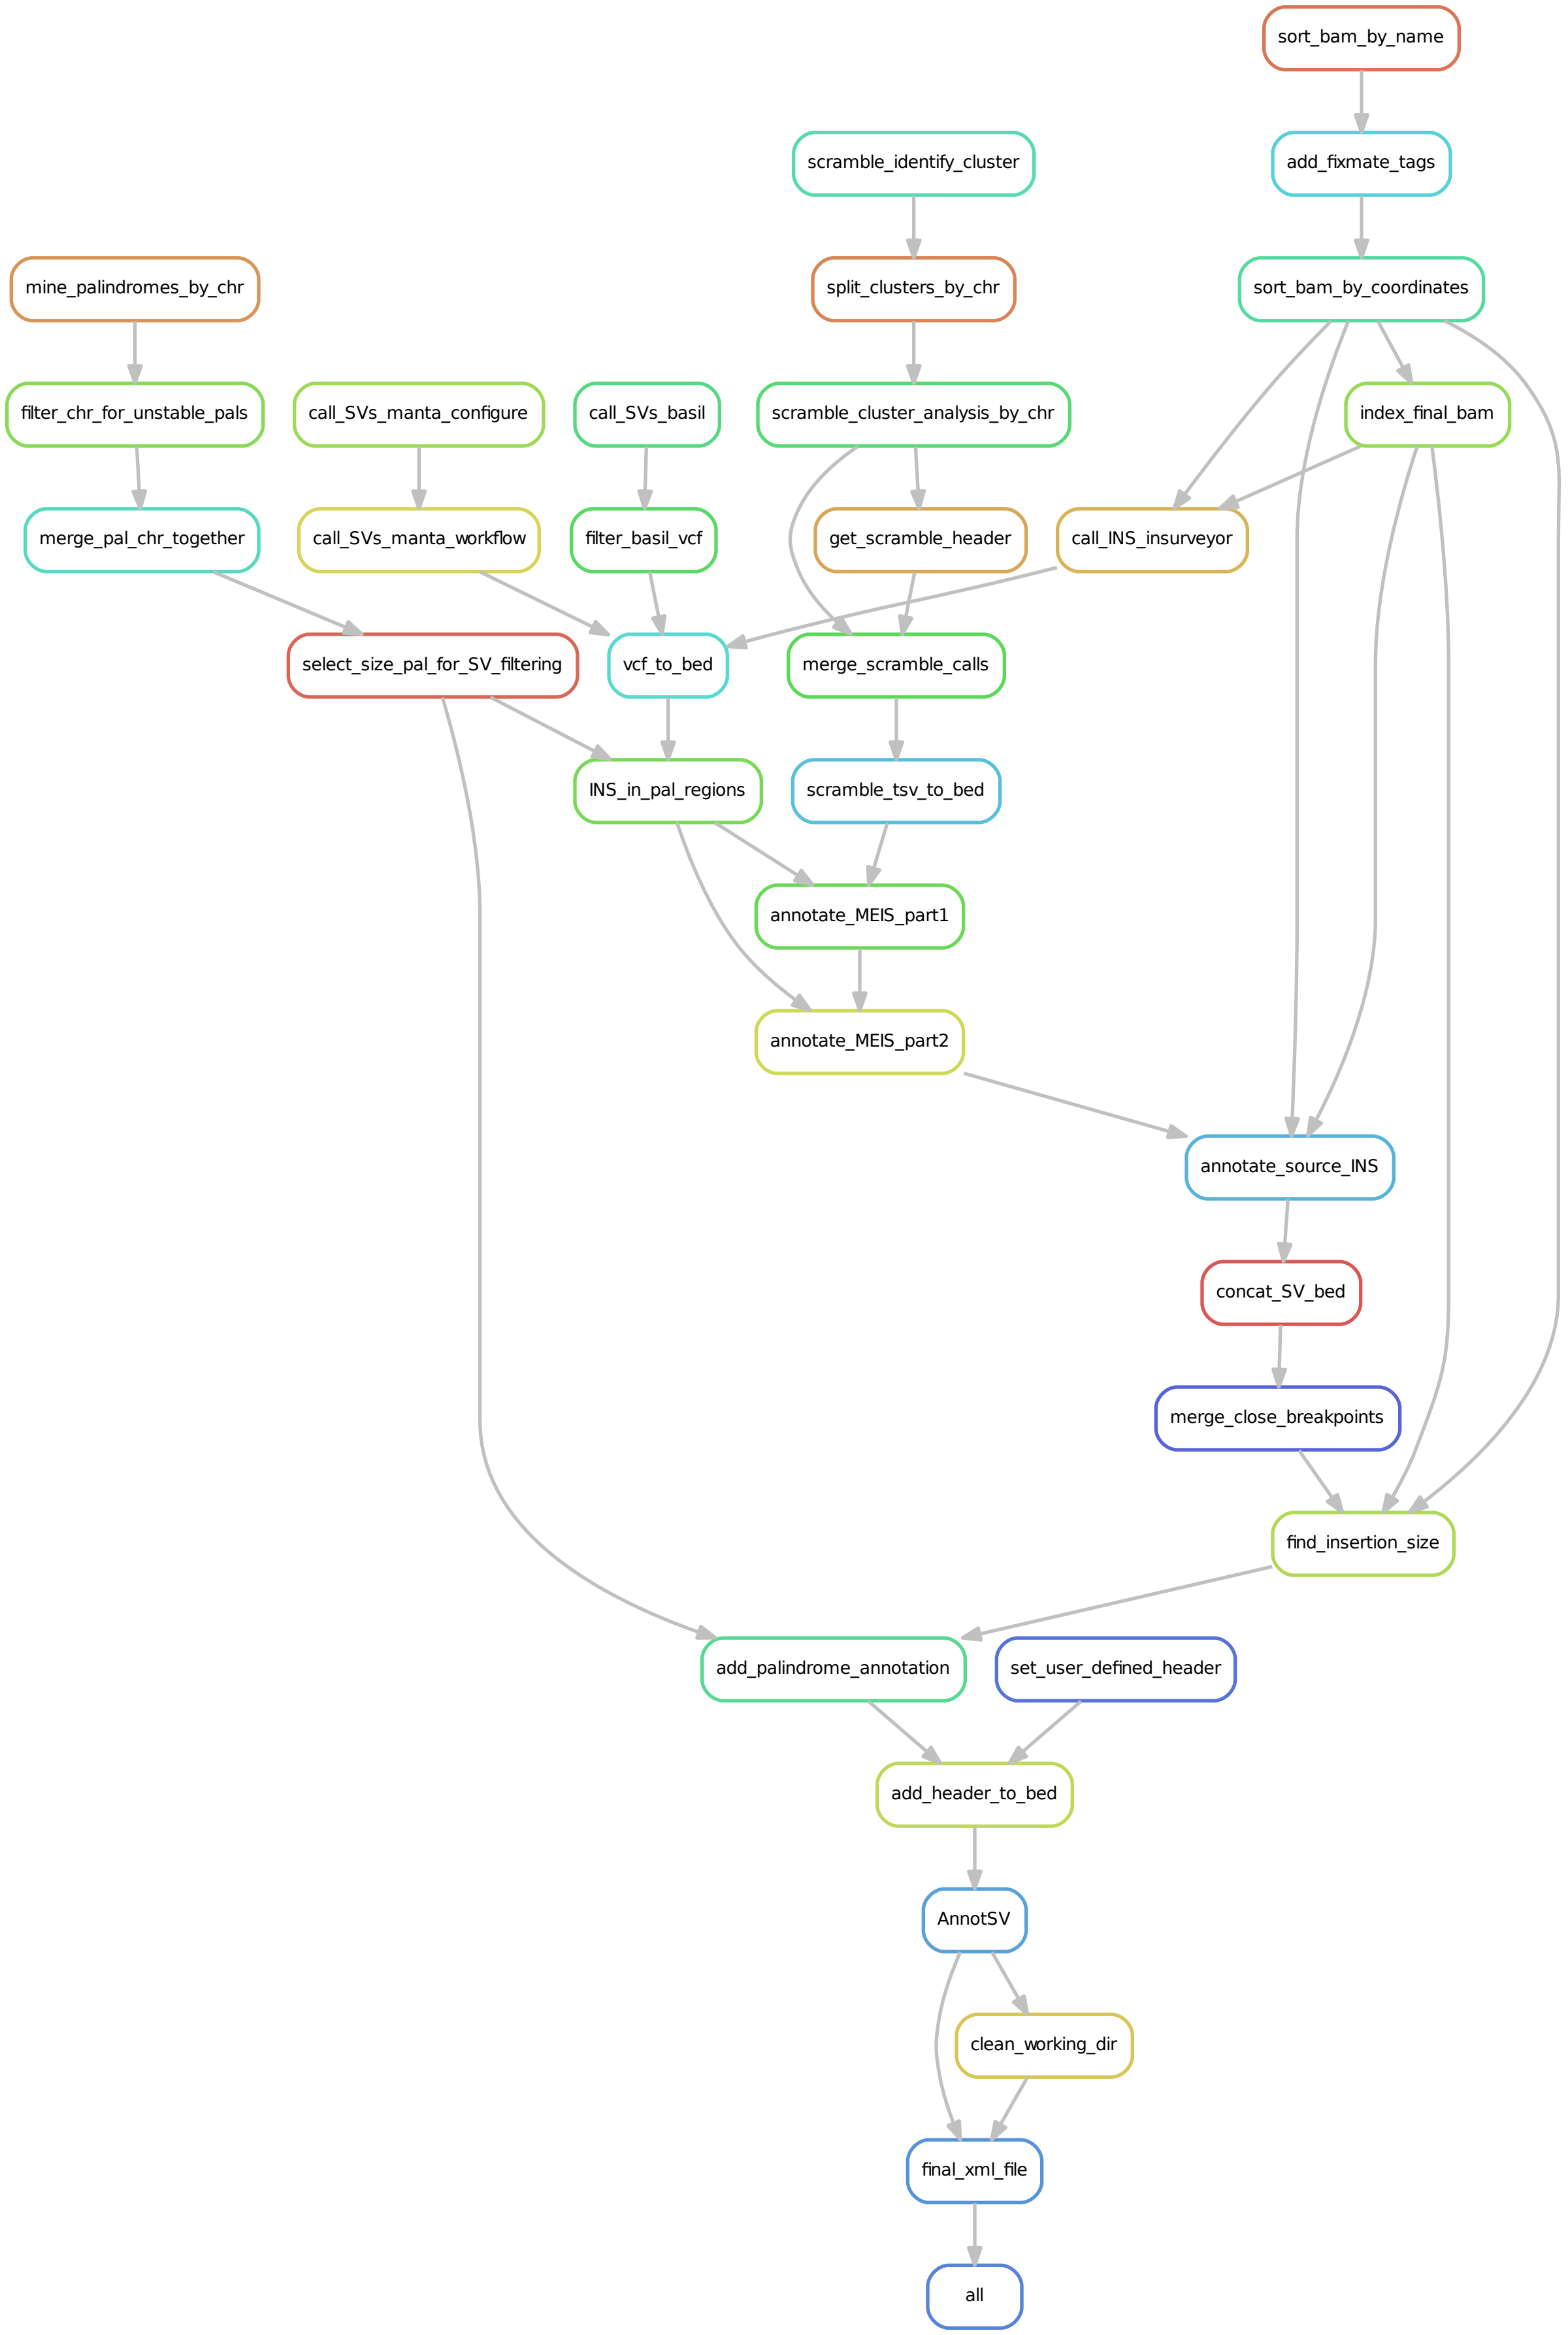 sort_bam_by_name
scramble_identify_cluster
add_fixmate_tags
mine_palindromes_by_chr
split_clusters_by_chr
sort_bam_by_coordinates
filter_chr_for_unstable_pals
call_SVs_manta_configure
call_SVs_basil
scramble_cluster_analysis_by_chr
index_final_bam
merge_pal_chr_together
call_SVs_manta_workflow
filter_basil_vcf
get_scramble_header
call_INS_insurveyor
select_size_pal_for_SV_filtering
vcf_to_bed
merge_scramble_calls
INS_in_pal_regions
scramble_tsv_to_bed
annotate_MEIS_part1
annotate_MEIS_part2
annotate_source_INS
concat_SV_bed
merge_close_breakpoints
find_insertion_size
add_palindrome_annotation
set_user_defined_header
add_header_to_bed
AnnotSV
clean_working_dir
final_xml_file
all